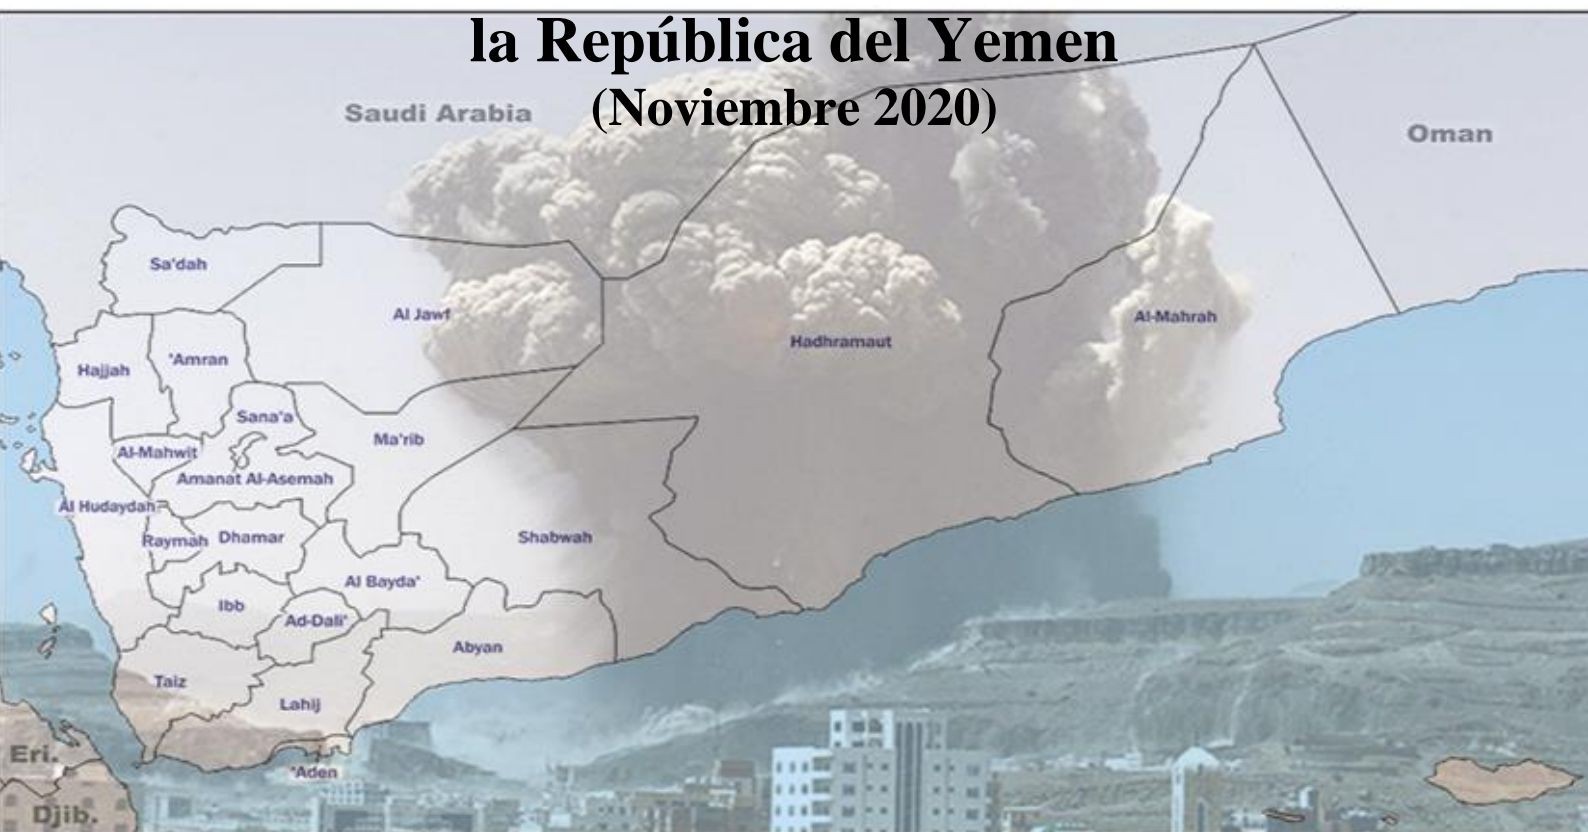 la República del Yemen
(Noviembre 2020)
Saudi Arabia
Oman
Sa'dah
Al Jawf
Al-Mahrah
Hadhramaut
'Amran
Hajjah
Sana'a
Ma'rib
Al-Mahwit
Amanat Al-Asemah
Al Hudaydah
Raymah
Dhamar
Shabwah
Al Bayda'
Ibb
Ad-Dali'
Abyan
Taiz
Lahij
Eri.
'Aden
Djib.